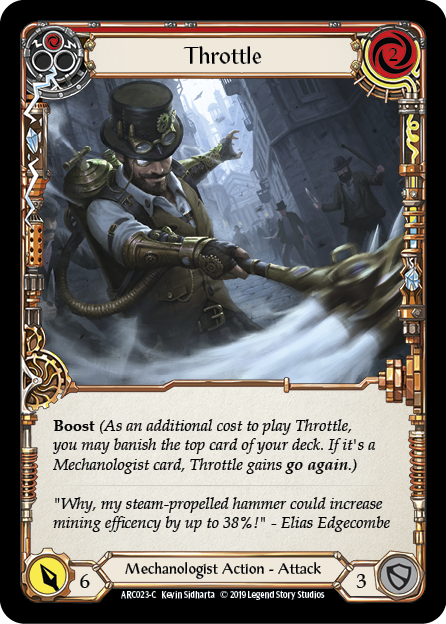 Throttle
2
Boost (As an additional cost to play Throttle,
you may banish the top card of your deck. If it's a
Mechanologist card, Throttle gains go again.)
"Why, my steam-propelled hammer could increase
mining efficency by up to 38%!" - Elias Edgecombe
6
Mechanologist Action - Attack
3
ARC023-C Kevin Sidharta © 2019 Legend Story Studios